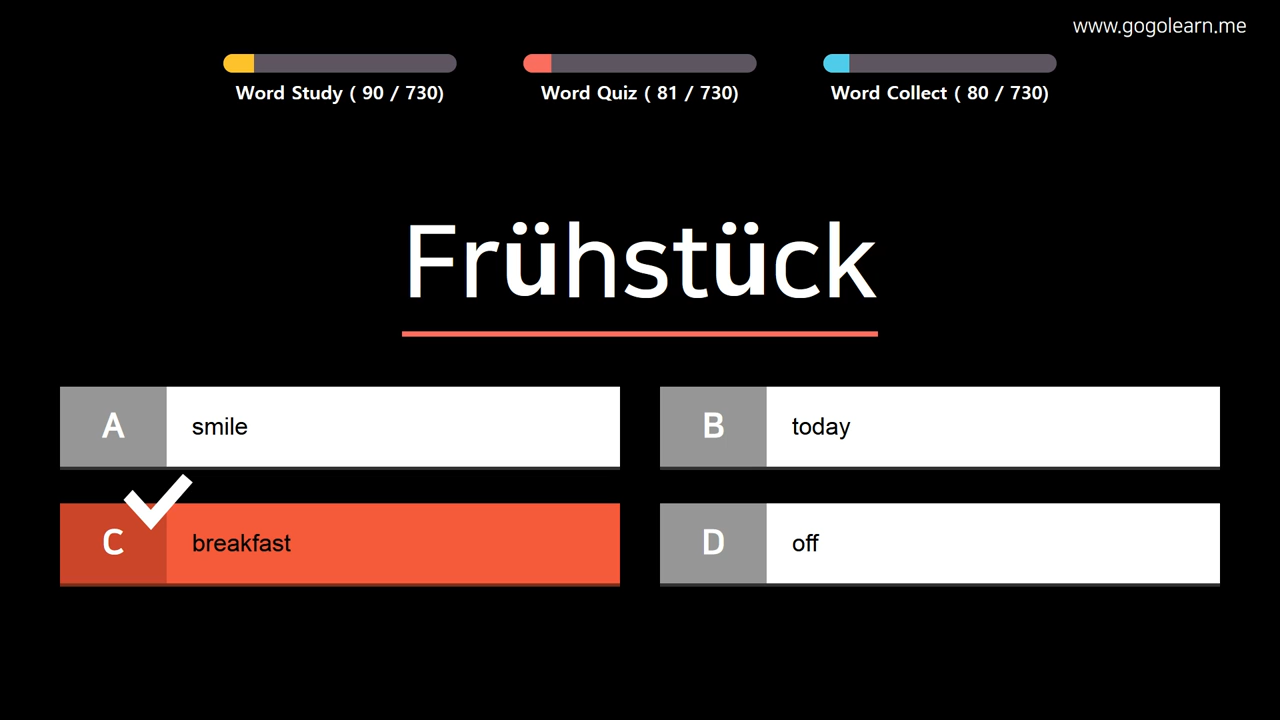 www.gogolearn.me
Word Study ( 90 / 730)
Word Quiz ( 81 / 730)
Word Collect ( 80 / 730)
Frühstück
A smile
B today
C breakfast
D off